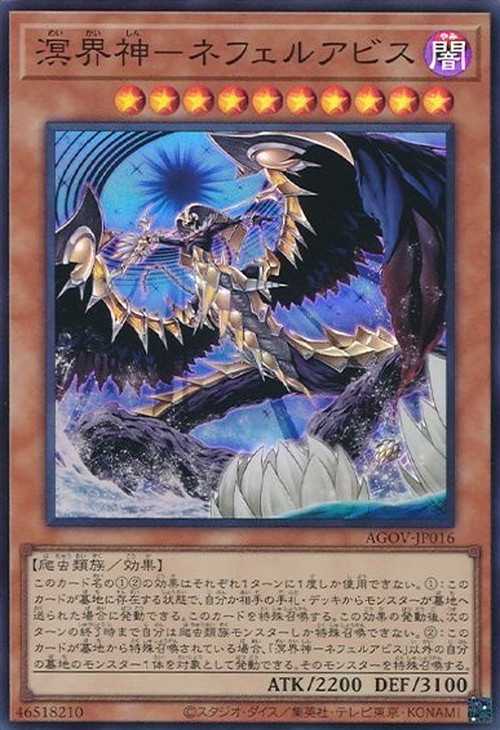 溟界神－ネフェルアビス
めい かい しん
闇
やみ
AGOV-JP016
【爬虫類族／効果】
このカード名の①②の効果はそれぞれ1ターンに1度しか使用できない。①：この
カードが墓地に存在する状態で、自分か相手の手札・デッキからモンスターが墓地へ
送られた場合に発動できる。このカードを特殊召喚する。この効果の発動後、次の
ターンの終了時まで自分は爬虫類族モンスターしか特殊召喚できない。②：この
カードが墓地から特殊召喚されている場合、「溟界神－ネフェルアビス」以外の自分
の墓地のモンスター1体を対象として発動できる。そのモンスターを特殊召喚する。
ATK/2200 DEF/3100
46518210
©スタジオ・ダイス／集英社・テレビ東京・KONAMI